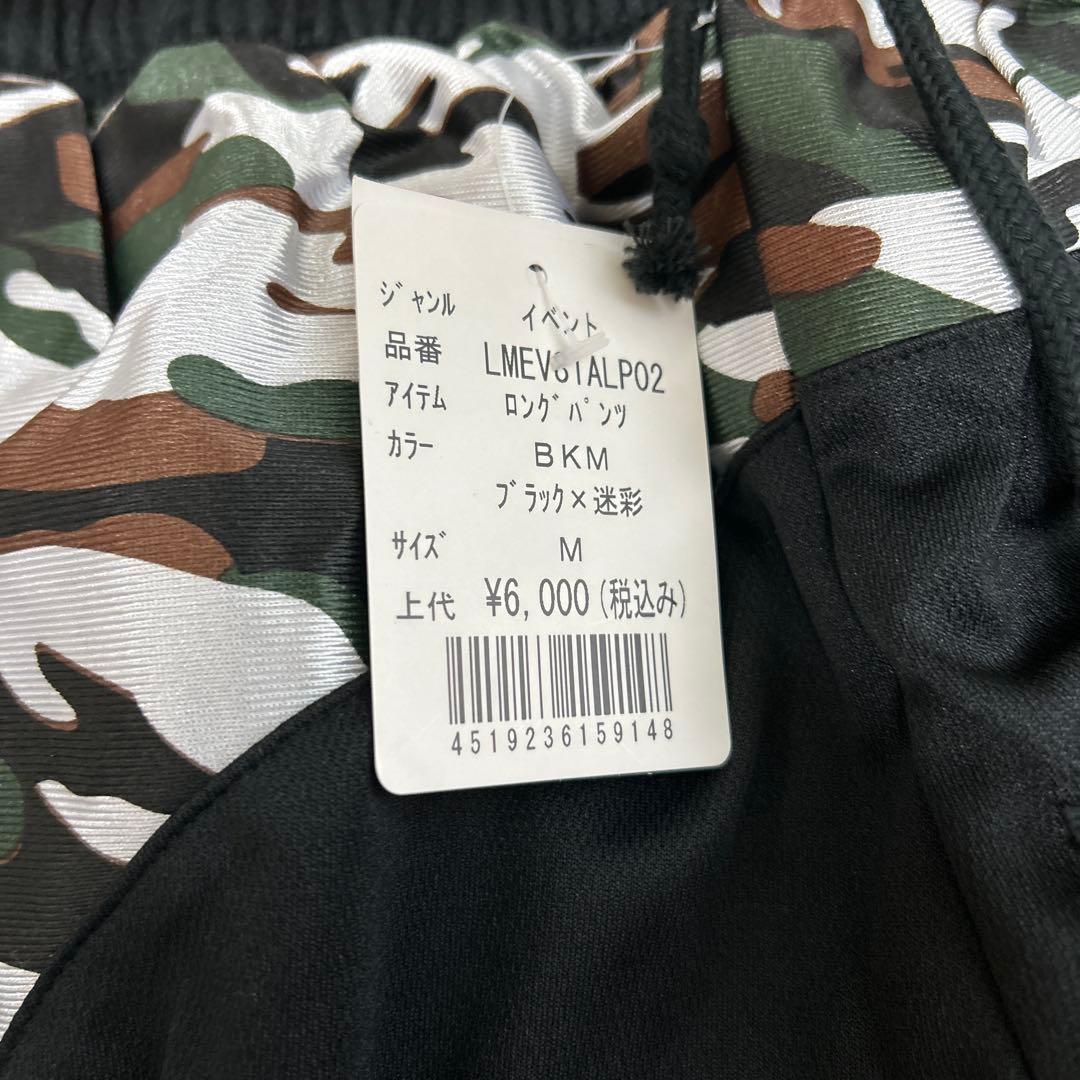 ｼﾞｬﾝﾙ イベント
品番
ｱｲﾃﾑ ﾛﾝｸﾞﾊﾟﾝﾂ
ｶﾗｰ BKM
ﾌﾞﾗｯｸ×迷彩
ｻｲｽﾞ M
上代 ¥6,000(税込み)
4519236159148